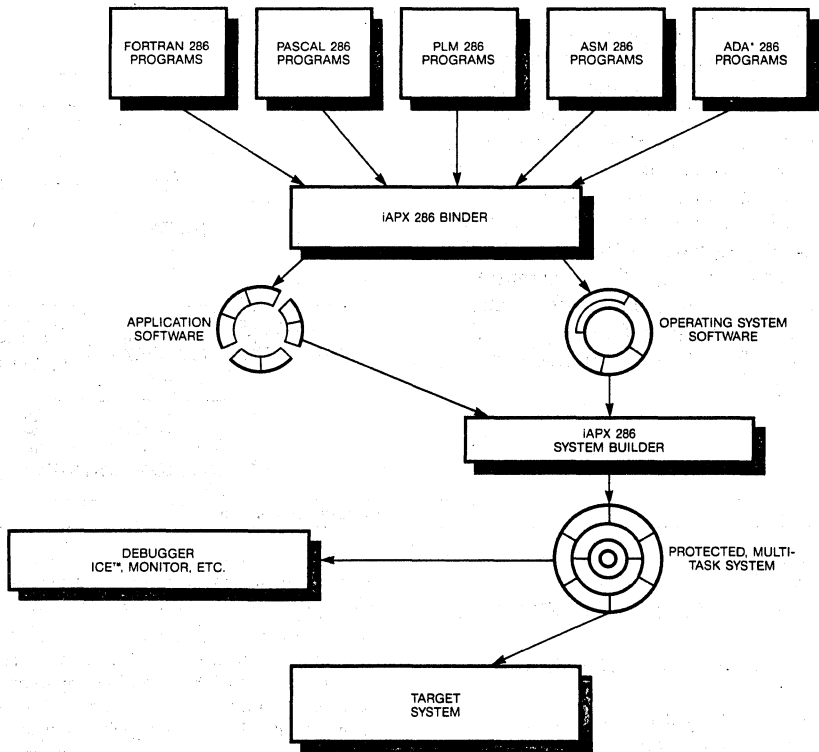 FORTRAN 286
PROGRAMS
PASCAL 286
PROGRAMS
PLM 286
PROGRAMS
ASM 286
PROGRAMS
ADA* 286
PROGRAMS
iAPX 286 BINDER
APPLICATION
SOFTWARE
OPERATING SYSTEM
SOFTWARE
iAPX 286
SYSTEM BUILDER
DEBUGGER
ICE™, MONITOR, ETC.
PROTECTED, MULTI-
TASK SYSTEM
TARGET
SYSTEM